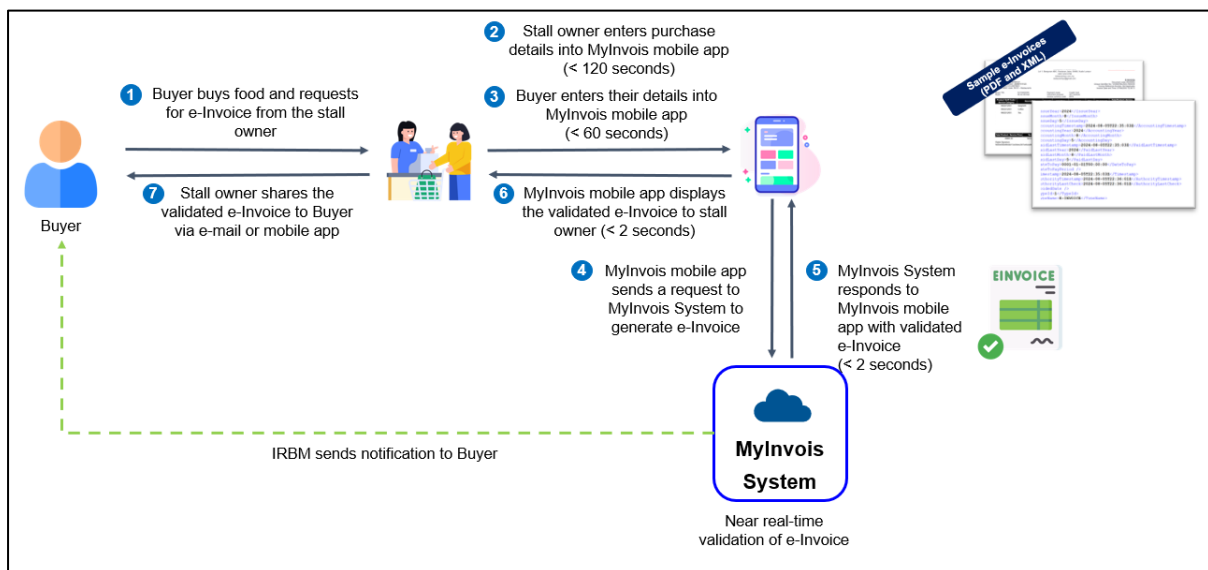 2
Stall owner enters purchase
details into MyInvois mobile app
(< 120 seconds)
Sample e-Invoices
(PDF and XML)
1
Buyer buys food and requests
for e-Invoice from the stall
owner
3
Buyer enters their details into
MyInvois mobile app
(< 60 seconds)
7
Stall owner shares the
validated e-Invoice to Buyer
via e-mail or mobile app
6
MyInvois mobile app displays
the validated e-Invoice to stall
owner (< 2 seconds)
Buyer
4
MyInvois mobile app
sends a request to
MyInvois System to
generate e-Invoice
5
MyInvois System
responds to
MyInvois mobile
app with validated
e-Invoice
(< 2 seconds)
EINVOICE
IRBM sends notification to Buyer
MyInvois
System
Near real-time
validation of e-Invoice